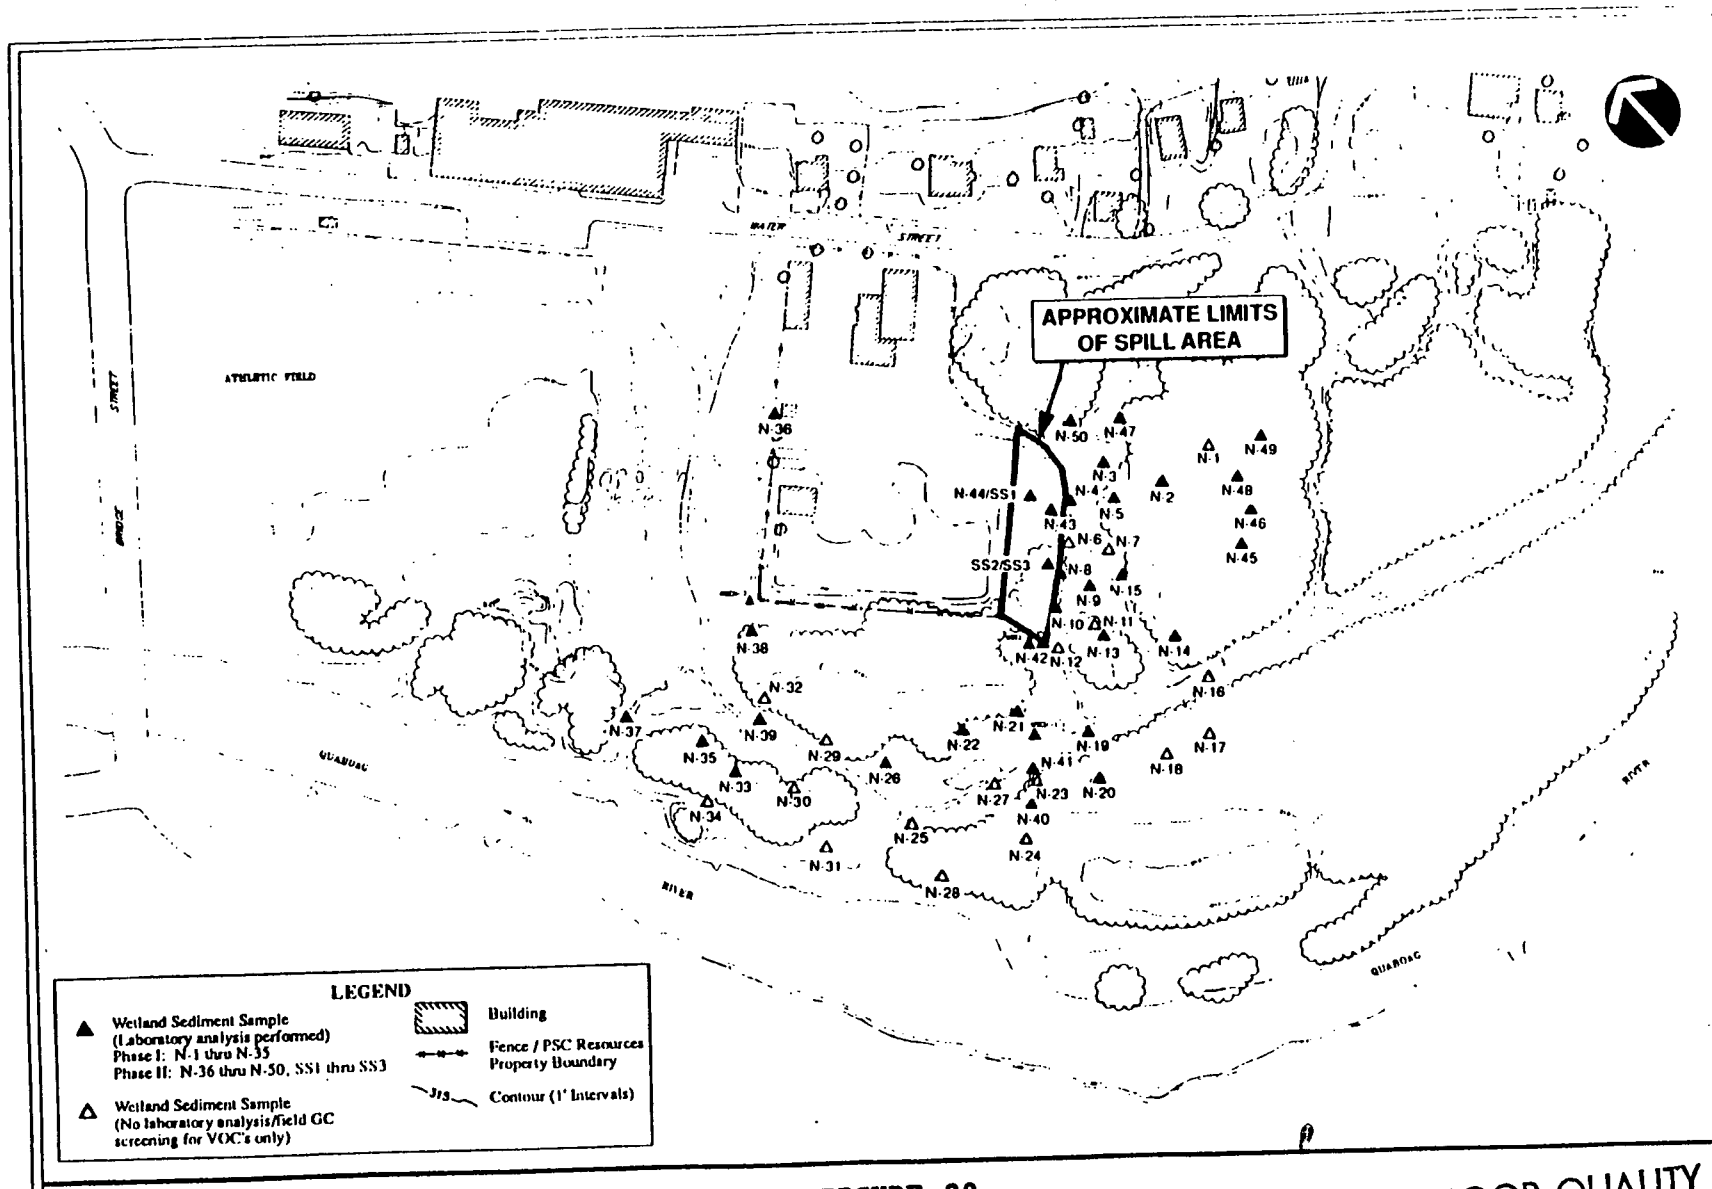 WATER STREET
APPROXIMATE LIMITS
OF SPILL AREA
ATHLETIC FIELD
BRIDGE STREET
N-36
N-50
N-47
N-1
N-49
N-3
N-2
N-48
N-44/SS1
N-4
N-5
N-43
N-46
N-6
N-7
N-45
SS2/SS3
N-8
N-15
N-9
N-10
N-11
N-38
N-42
N-12
N-13
N-14
N-32
N-16
N-37
N-39
N-21
N-22
N-19
N-17
N-35
N-29
N-18
N-41
N-26
N-33
N-30
N-27
N-23
N-20
N-34
N-40
N-25
N-24
N-31
N-28
QUABOAG
RIVER
RIVER
QUABOAG
LEGEND
Wetland Sediment Sample
(Laboratory analysis performed)
Phase I: N-1 thru N-35
Phase II: N-36 thru N-50, SS1 thru SS3
Wetland Sediment Sample
(No laboratory analysis/field GC
screening for VOC's only)
Building
Fence / PSC Resources
Property Boundary
313
Contour (1' Intervals)
QUALITY